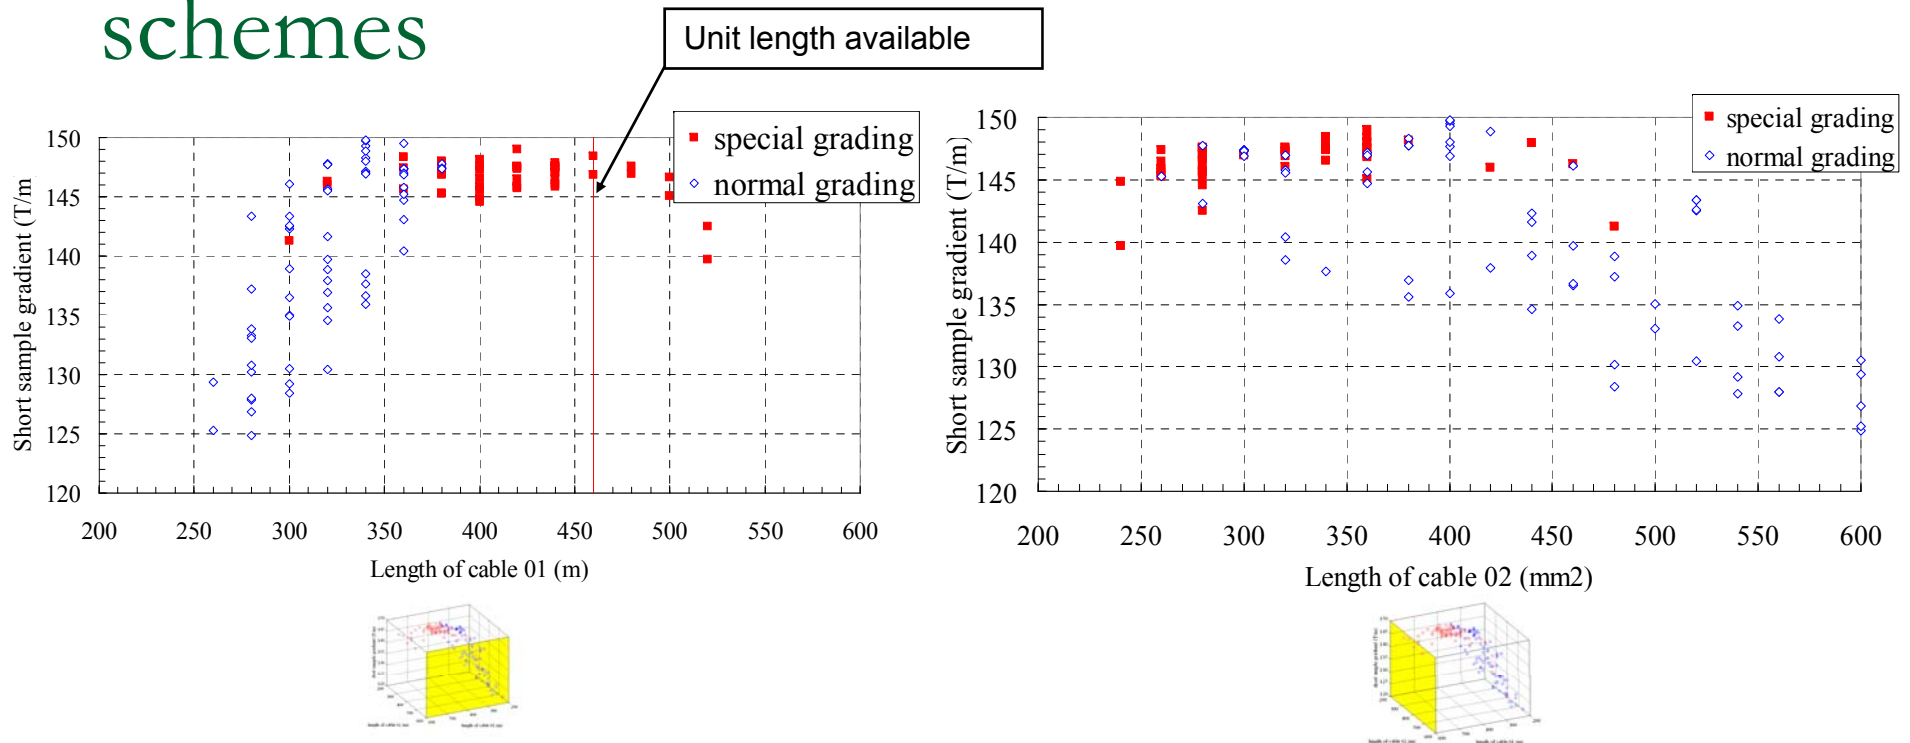 schemes
Unit length available
Short sample gradient (T/m
150
145
140
135
130
125
120
200 250 300 350 400 450 500 550 600
Length of cable 01 (m)
special grading
normal grading
Short sample gradient (T/m)
150
145
140
135
130
125
120
200 250 300 350 400 450 500 550 600
Length of cable 02 (mm2)
special grading
normal grading